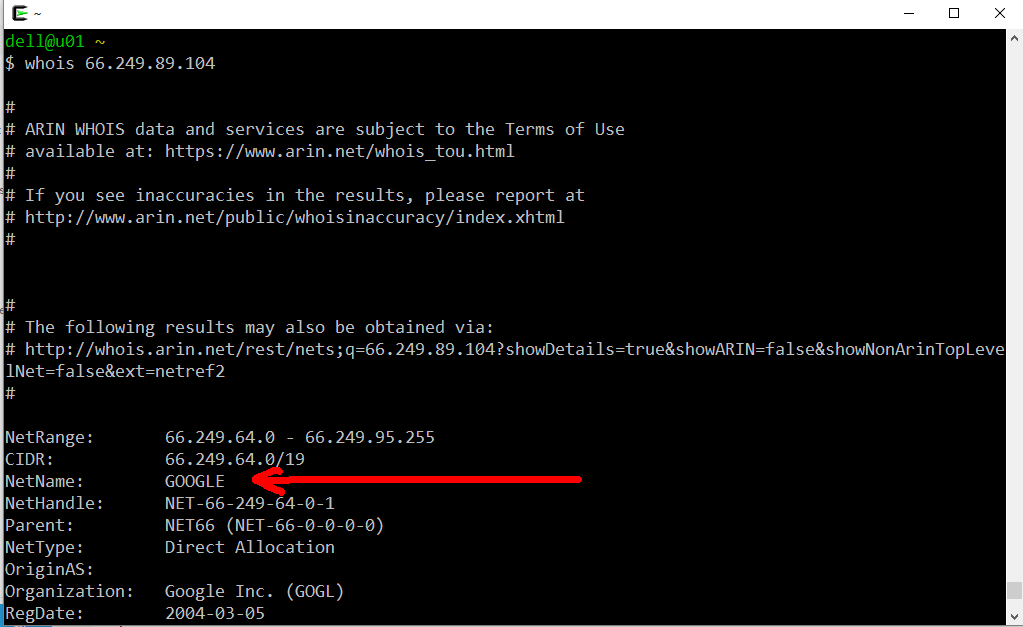 ~
dell@u01 ~
$ whois 66.249.89.104
#
# ARIN WHOIS data and services are subject to the Terms of Use
# available at: https://www.arin.net/whois_tou.html
#
# If you see inaccuracies in the results, please report at
# http://www.arin.net/public/whoisinaccuracy/index.xhtml
#
#
# The following results may also be obtained via:
# http://whois.arin.net/rest/nets;q=66.249.89.104?showDetails=true&showARIN=false&showNonArinTopLeve
lNet=false&ext=netref2
#
NetRange: 66.249.64.0 - 66.249.95.255
CIDR: 66.249.64.0/19
NetName: GOOGLE
NetHandle: NET-66-249-64-0-1
Parent: NET66 (NET-66-0-0-0-0)
NetType: Direct Allocation
OriginAS:
Organization: Google Inc. (GOGL)
RegDate: 2004-03-05